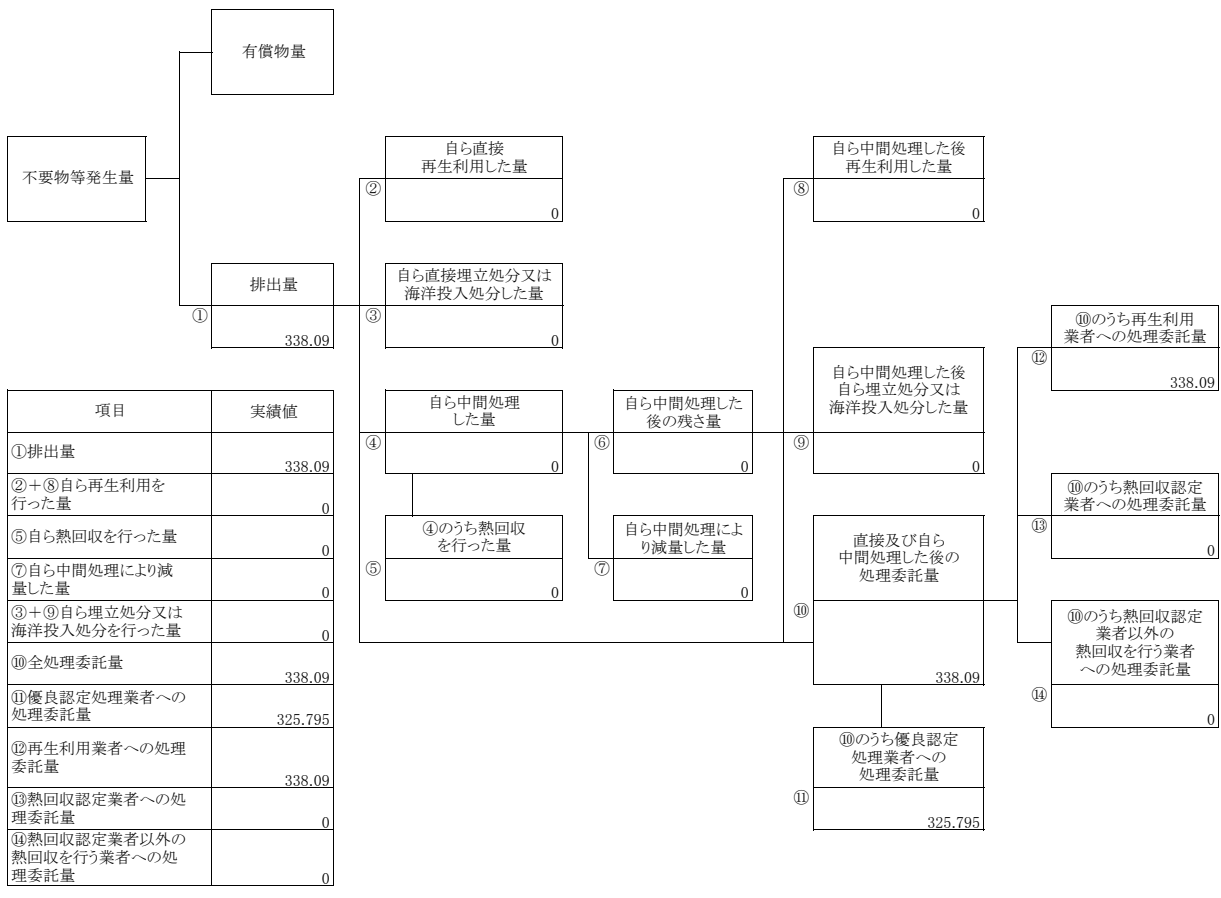 有償物量
不要物等発生量
排出量
①
338.09
自ら直接
再生利用した量
②
0
自ら直接埋立処分又は
海洋投入処分した量
③
0
自ら中間処理
した量
④
0
④のうち熱回収
を行った量
⑤
0
自ら中間処理した
後の残さ量
⑥
0
自ら中間処理によ
り減量した量
⑦
0
自ら中間処理した後
再生利用した量
⑧
0
自ら中間処理した後
自ら埋立処分又は
海洋投入処分した量
⑨
0
直接及び自ら
中間処理した後の
処理委託量
⑩
338.09
⑩のうち優良認定
処理業者への
処理委託量
⑪
325.795
⑩のうち再生利用
業者への処理委託量
⑫
338.09
⑩のうち熱回収認定
業者への処理委託量
⑬
0
⑩のうち熱回収認定
業者以外の
熱回収を行う業者
への処理委託量
⑭
0
項目 実績値
①排出量
338.09
②＋⑧自ら再生利用を
行った量
0
⑤自ら熱回収を行った量
0
⑦自ら中間処理により減
量した量
0
③＋⑨自ら埋立処分又は
海洋投入処分を行った量
0
⑩全処理委託量
338.09
⑪優良認定処理業者への
処理委託量
325.795
⑫再生利用業者への処理
委託量
338.09
⑬熱回収認定業者への処
理委託量
0
⑭熱回収認定業者以外の
熱回収を行う業者への処
理委託量
0